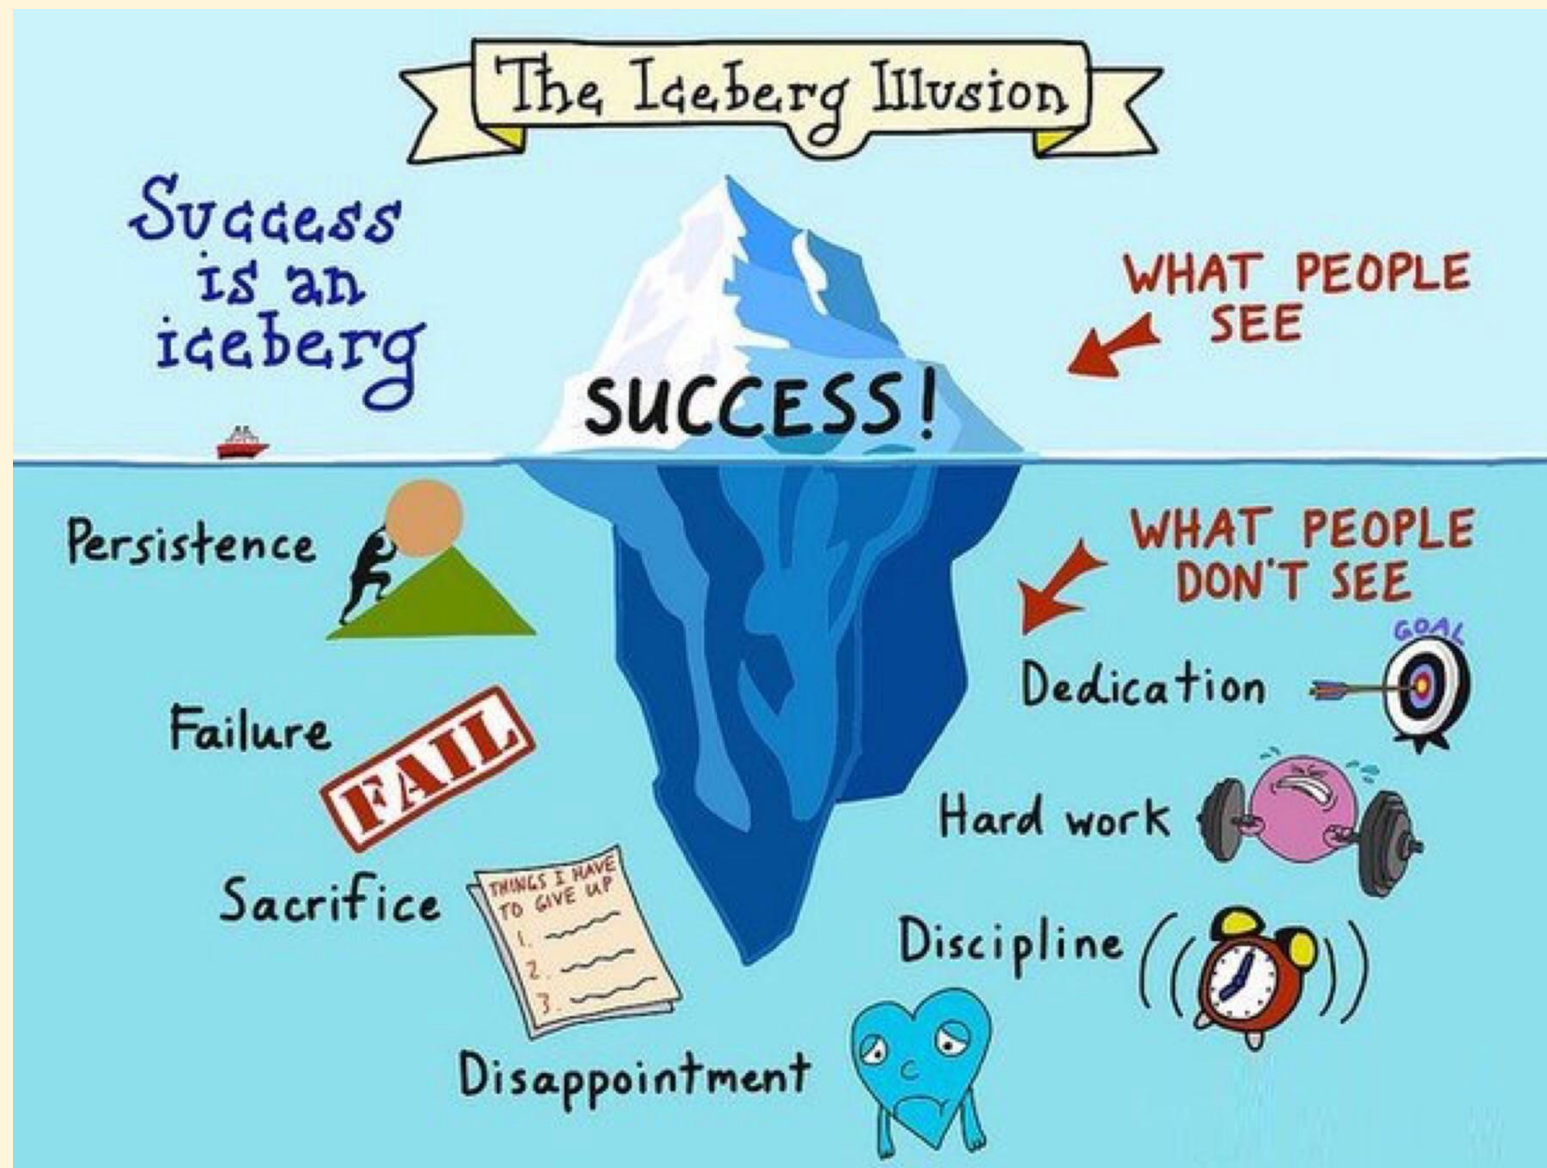 The Iceberg Illusion
Success
is an
iceberg
WHAT PEOPLE
SEE
SUCCESS!
WHAT PEOPLE
DON'T SEE
Persistence
Failure
FAIL
Sacrifice
THINGS I HAVE
TO GIVE UP
1.
2.
3.
Disappointment
GOAL
Dedication
Hard work
Discipline